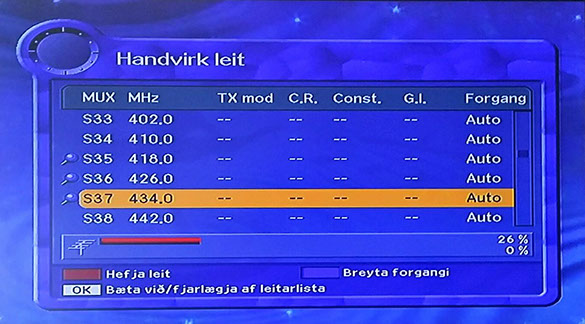 Handvirk leit
MUX MHz TX mod C.R. Const. G.I. Forgang
S33 402.0 -- -- -- -- Auto
S34 410.0 -- -- -- -- Auto
S35 418.0 -- -- -- -- Auto
S36 426.0 -- -- -- -- Auto
S37 434.0 -- -- -- -- Auto
S38 442.0 -- -- -- -- Auto
26 %
0 %
Hefja leit Breyta forgangi
OK Bæta við/fjarlægja af leitarlista